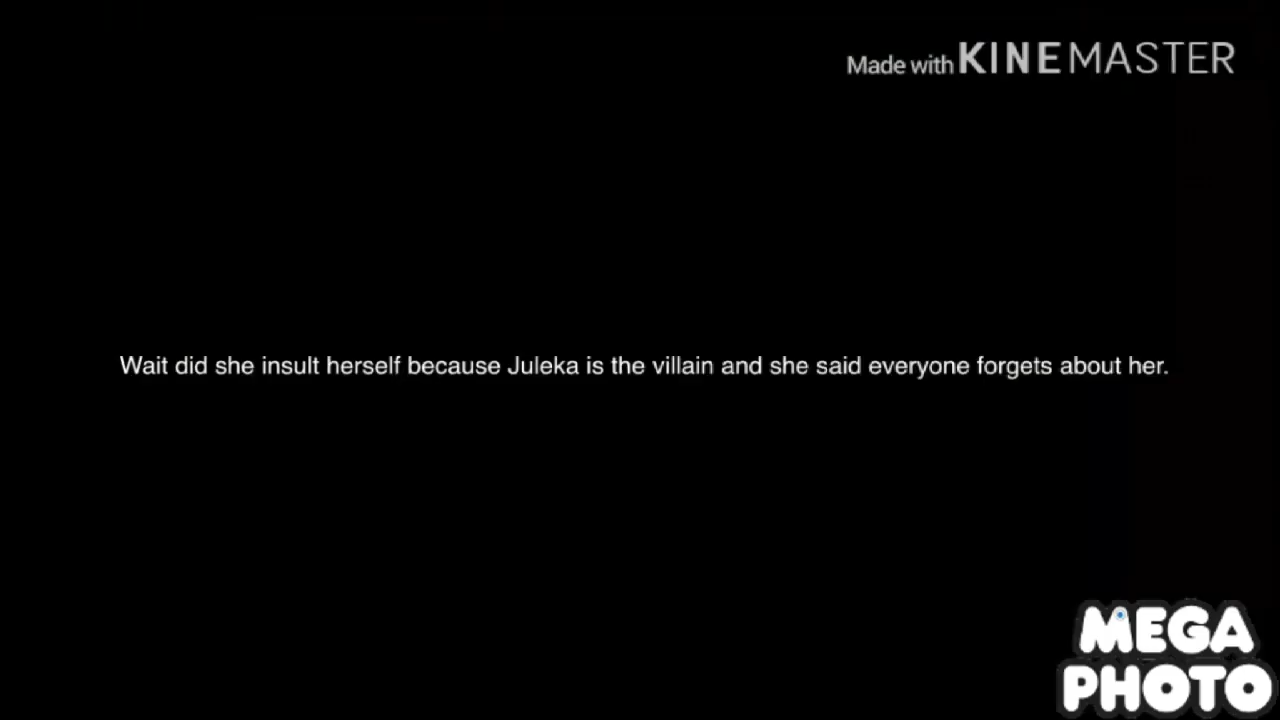 Made with KINEMASTER
Wait did she insult herself because Juleka is the villain and she said everyone forgets about her.
MEGA
PHOTO